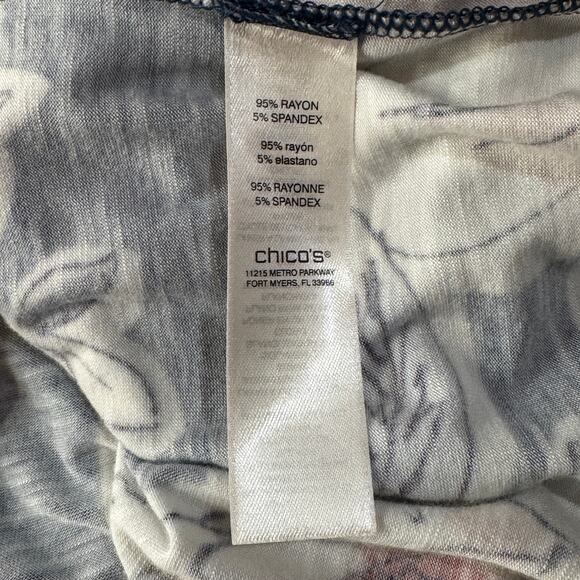 95% RAYON
5% SPANDEX
95% rayón
5% elastano
95% RAYONNE
5% SPANDEX
chico's®
11215 METRO PARKWAY
FORT MYERS, FL 33966